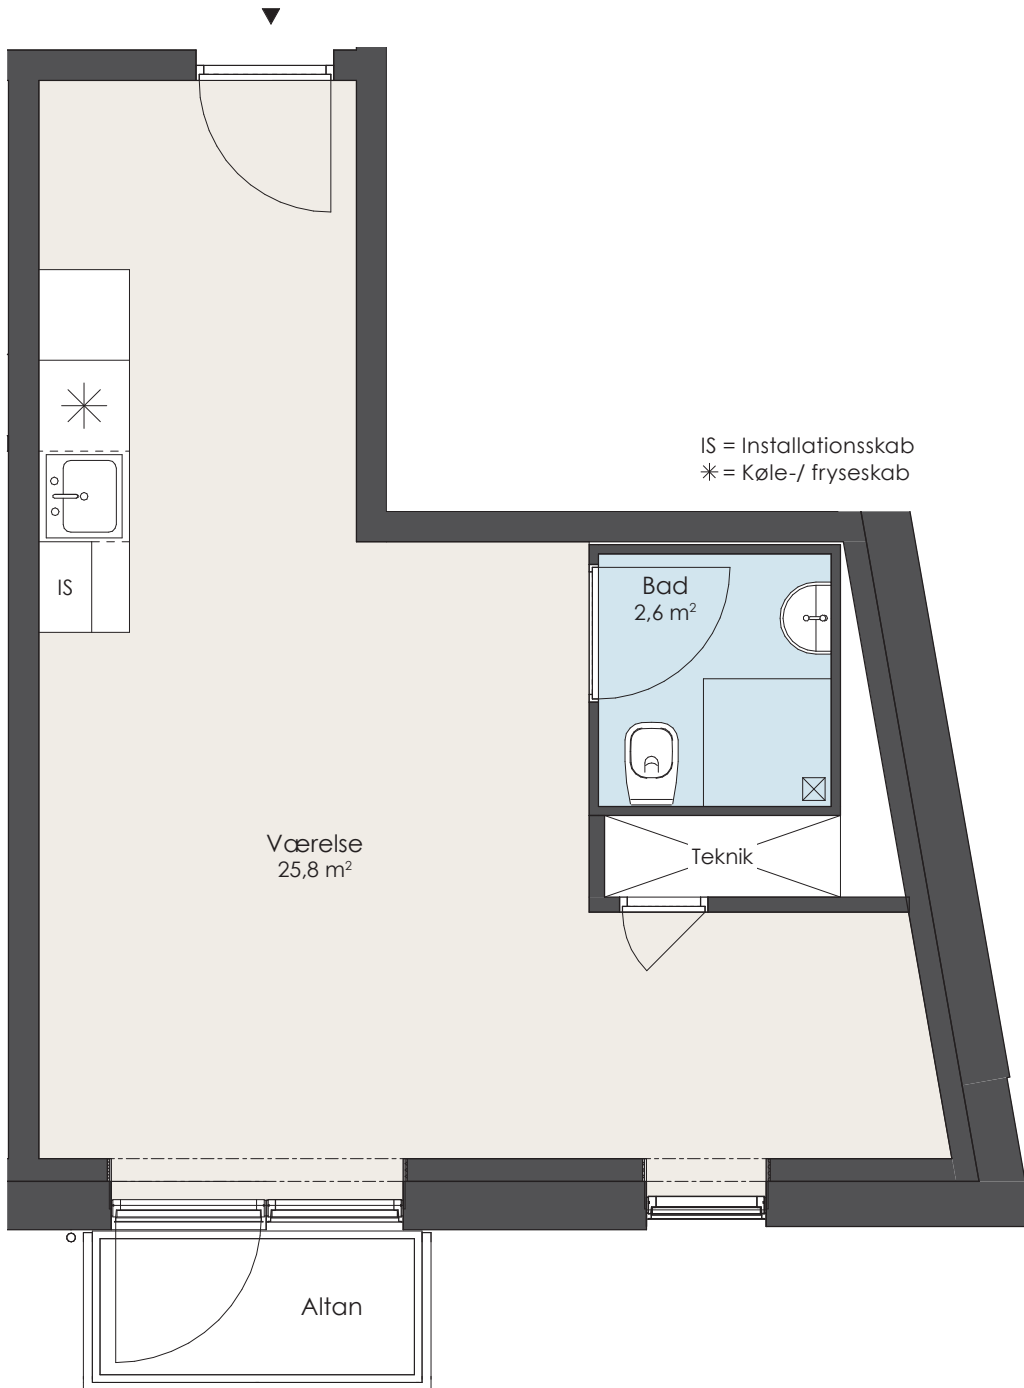 IS = Installationsskab
✳ = Køle-/ fryseskab
IS
Bad
2,6 m²
Værelse
25,8 m²
Teknik
Altan